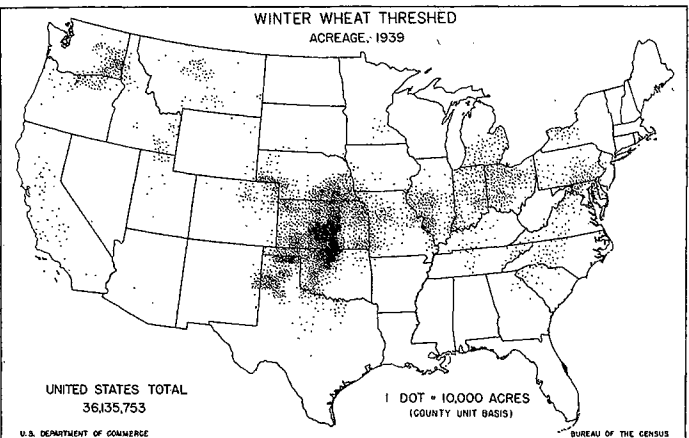 WINTER WHEAT THRESHED
ACREAGE, 1939
UNITED STATES TOTAL
36,135,753
1 DOT = 10,000 ACRES
(COUNTY UNIT BASIS)
U.S. DEPARTMENT OF COMMERCE
BUREAU OF THE CENSUS